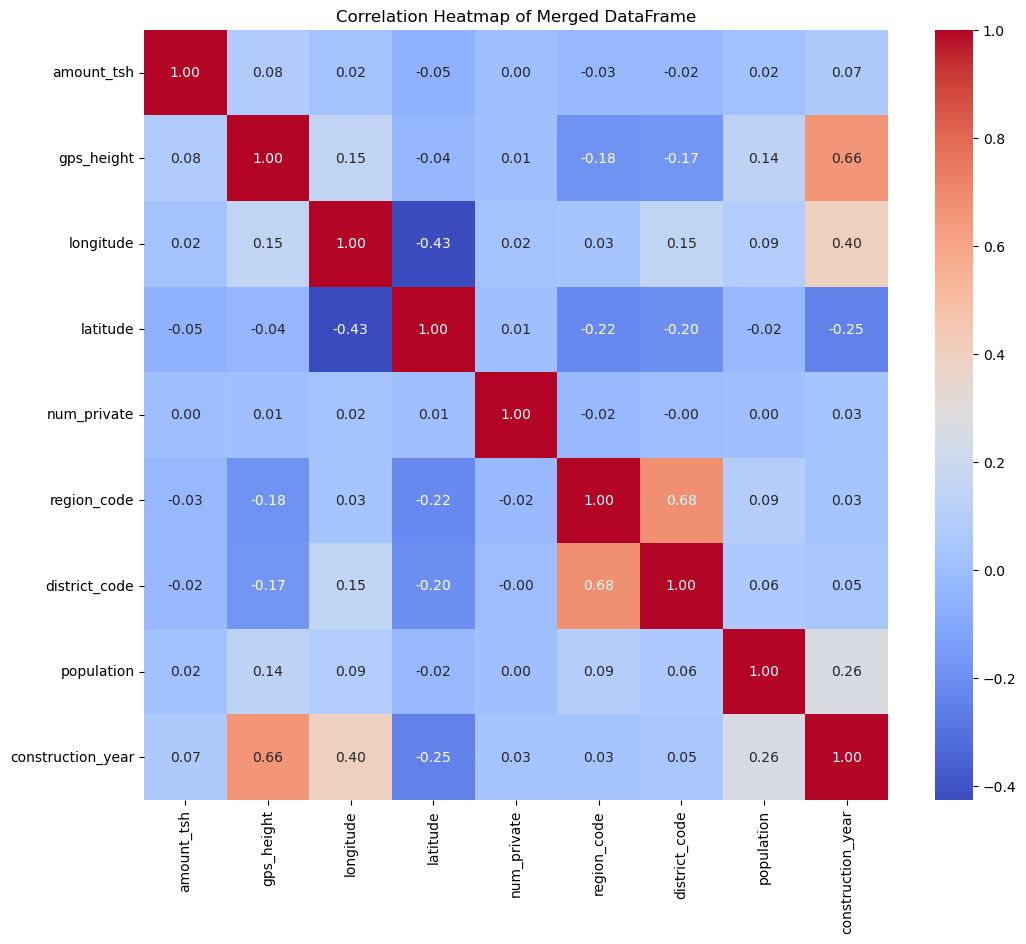 Correlation Heatmap of Merged DataFrame
amount_tsh 1.00 0.08 0.02 -0.05 0.00 -0.03 -0.02 0.02 0.07
gps_height 0.08 1.00 0.15 -0.04 0.01 -0.18 -0.17 0.14 0.66
longitude 0.02 0.15 1.00 -0.43 0.02 0.03 0.15 0.09 0.40
latitude -0.05 -0.04 -0.43 1.00 0.01 -0.22 -0.20 -0.02 -0.25
num_private 0.00 0.01 0.02 0.01 1.00 -0.02 -0.00 0.00 0.03
region_code -0.03 -0.18 0.03 -0.22 -0.02 1.00 0.68 0.09 0.03
district_code -0.02 -0.17 0.15 -0.20 -0.00 0.68 1.00 0.06 0.05
population 0.02 0.14 0.09 -0.02 0.00 0.09 0.06 1.00 0.26
construction_year 0.07 0.66 0.40 -0.25 0.03 0.03 0.05 0.26 1.00
amount_tsh
gps_height
longitude
latitude
num_private
region_code
district_code
population
construction_year
1.0
0.8
0.6
0.4
0.2
0.0
−0.2
−0.4